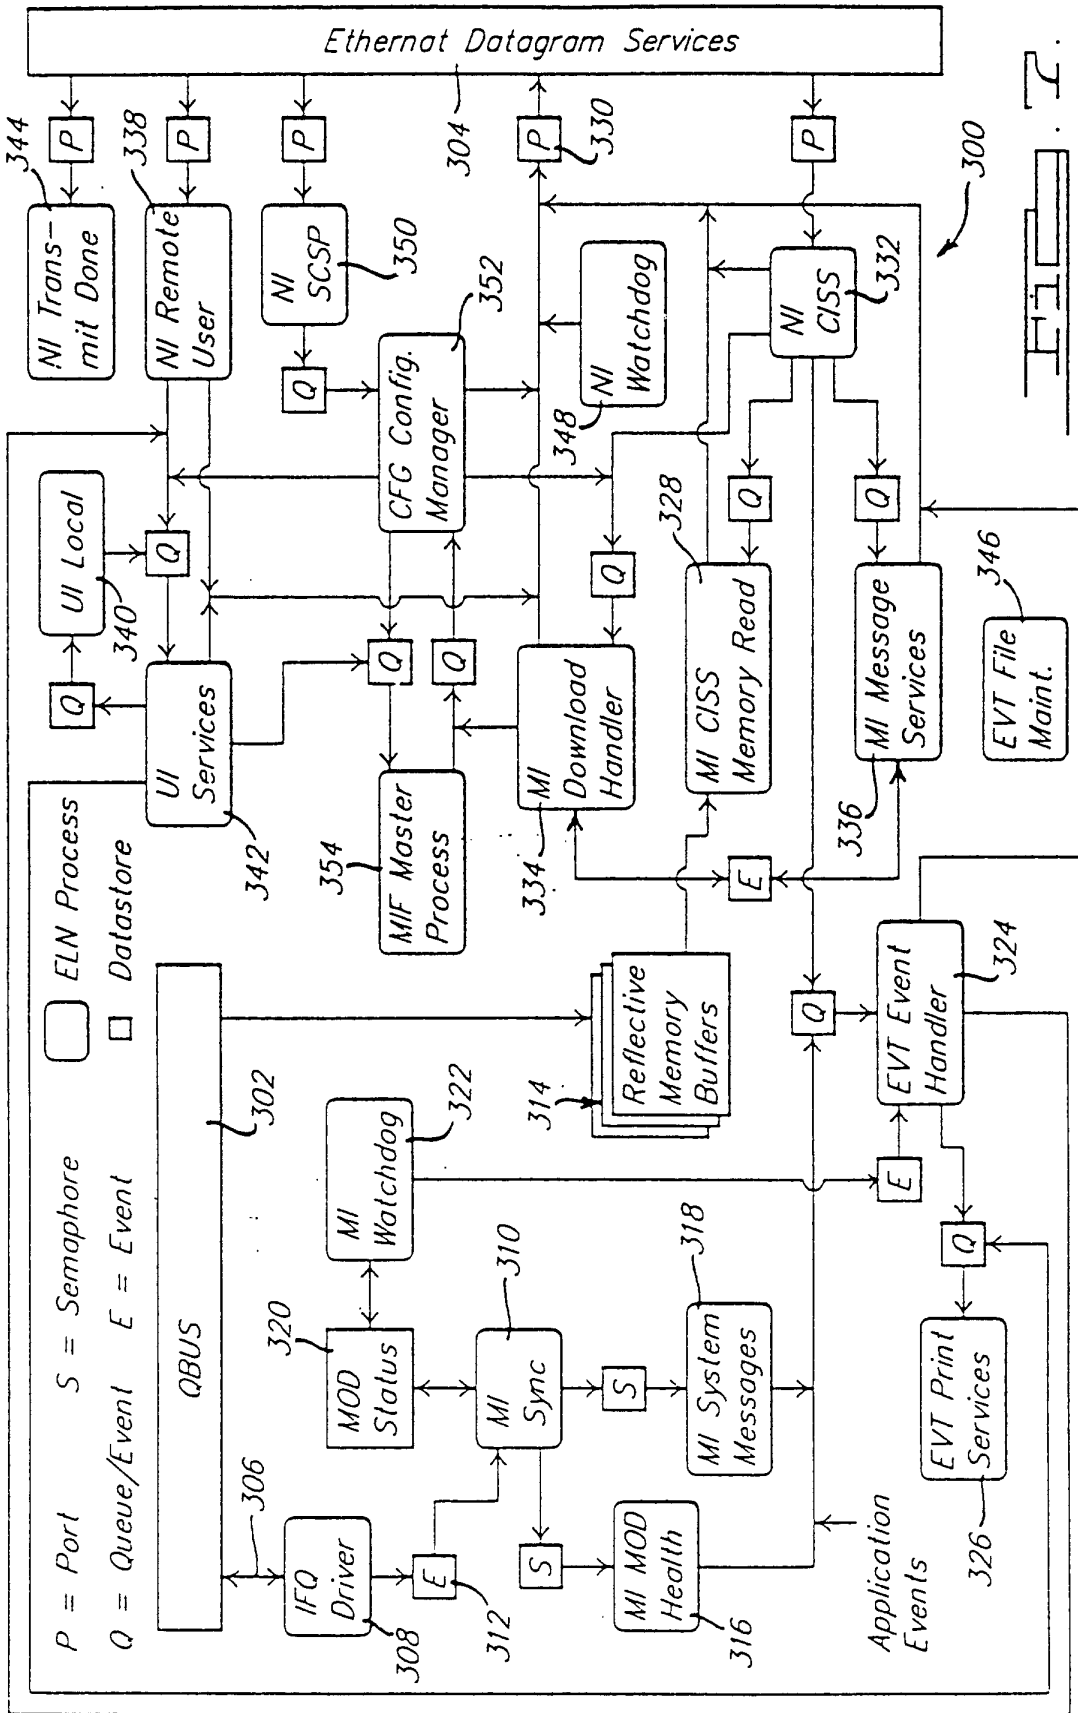 P = Port
S = Semaphore
Q = Queue/Event
E = Event
ELN Process
Datastore
QBUS
302
306
IFQ
Driver
308
E
312
MOD
Status
320
MI
Watchdog
322
MI
Sync
310
S
S
MI MOD
Health
316
MI System
Messages
318
Application
Events
Reflective
Memory
Buffers
314
E
Q
EVT Event
Handler
324
Q
EVT Print
Services
326
UI
Services
342
Q
UI Local
340
Q
MIF Master
Process
354
Q
Q
MI
Download
Handler
334
Q
E
MI CISS
Memory Read
328
Q
MI Message
Services
336
Q
EVT File
Maint.
346
NI Trans-
mit Done
344
P
NI Remote
User
338
P
NI
SCSP
350
P
Q
CFG Config.
Manager
352
NI
Watchdog
348
P
330
NI
CISS
332
P
Ethernat Datagram Services
304
300
Fig. 7.